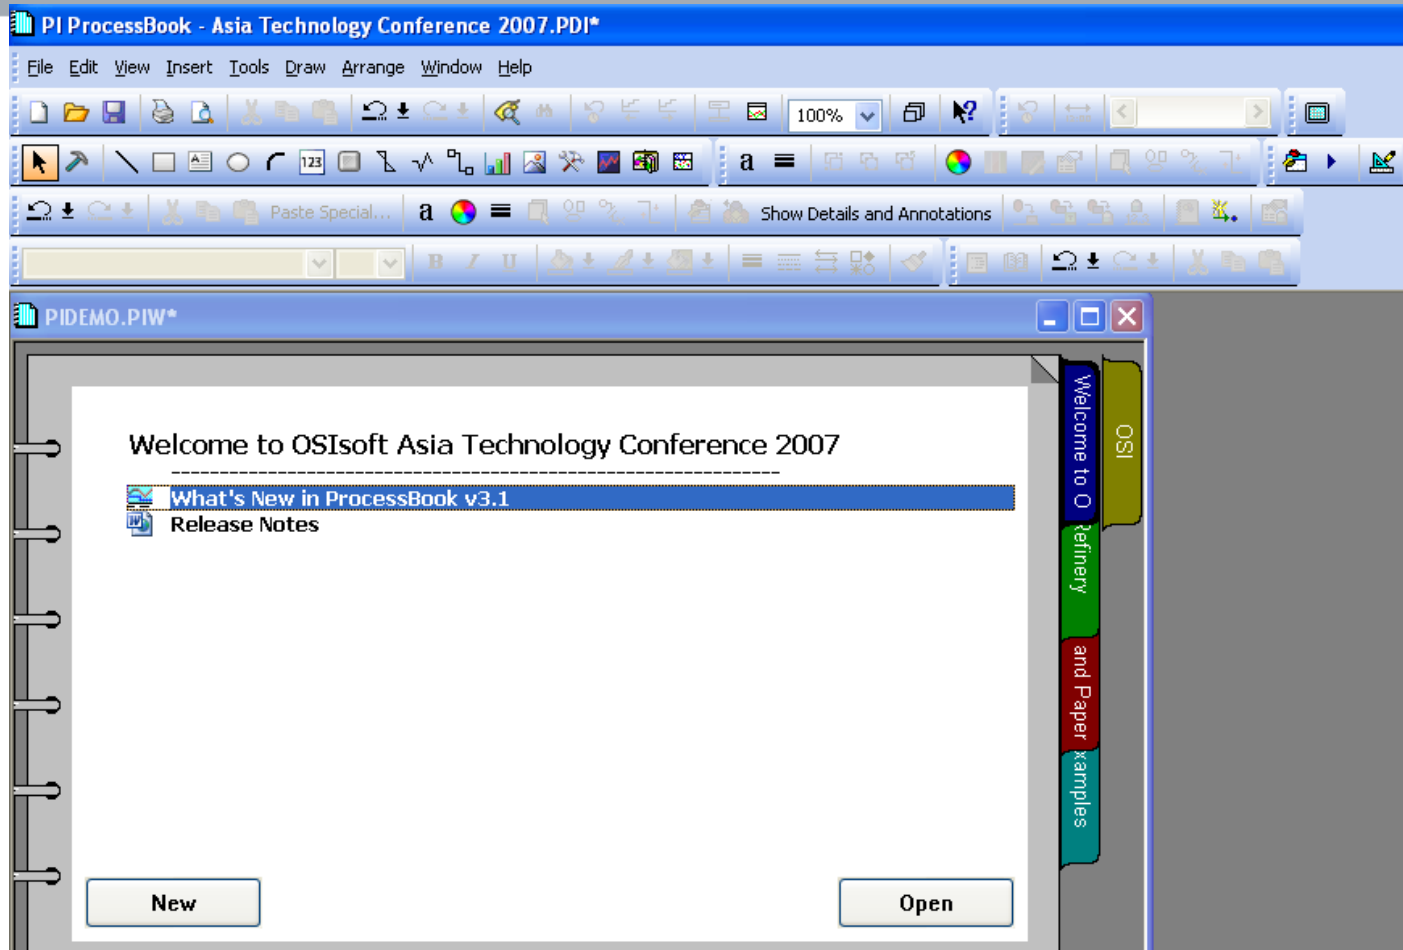 PI ProcessBook - Asia Technology Conference 2007.PDI*
File Edit View Insert Tools Draw Arrange Window Help
100%
123 a
Paste Special... a Show Details and Annotations
B I U
PIDEMO.PIW*
Welcome to OSIsoft Asia Technology Conference 2007
----------------------------------------------------------------
What's New in ProcessBook v3.1
Release Notes
New Open
Welcome to O
Refinery
and Paper
xamples
OSI